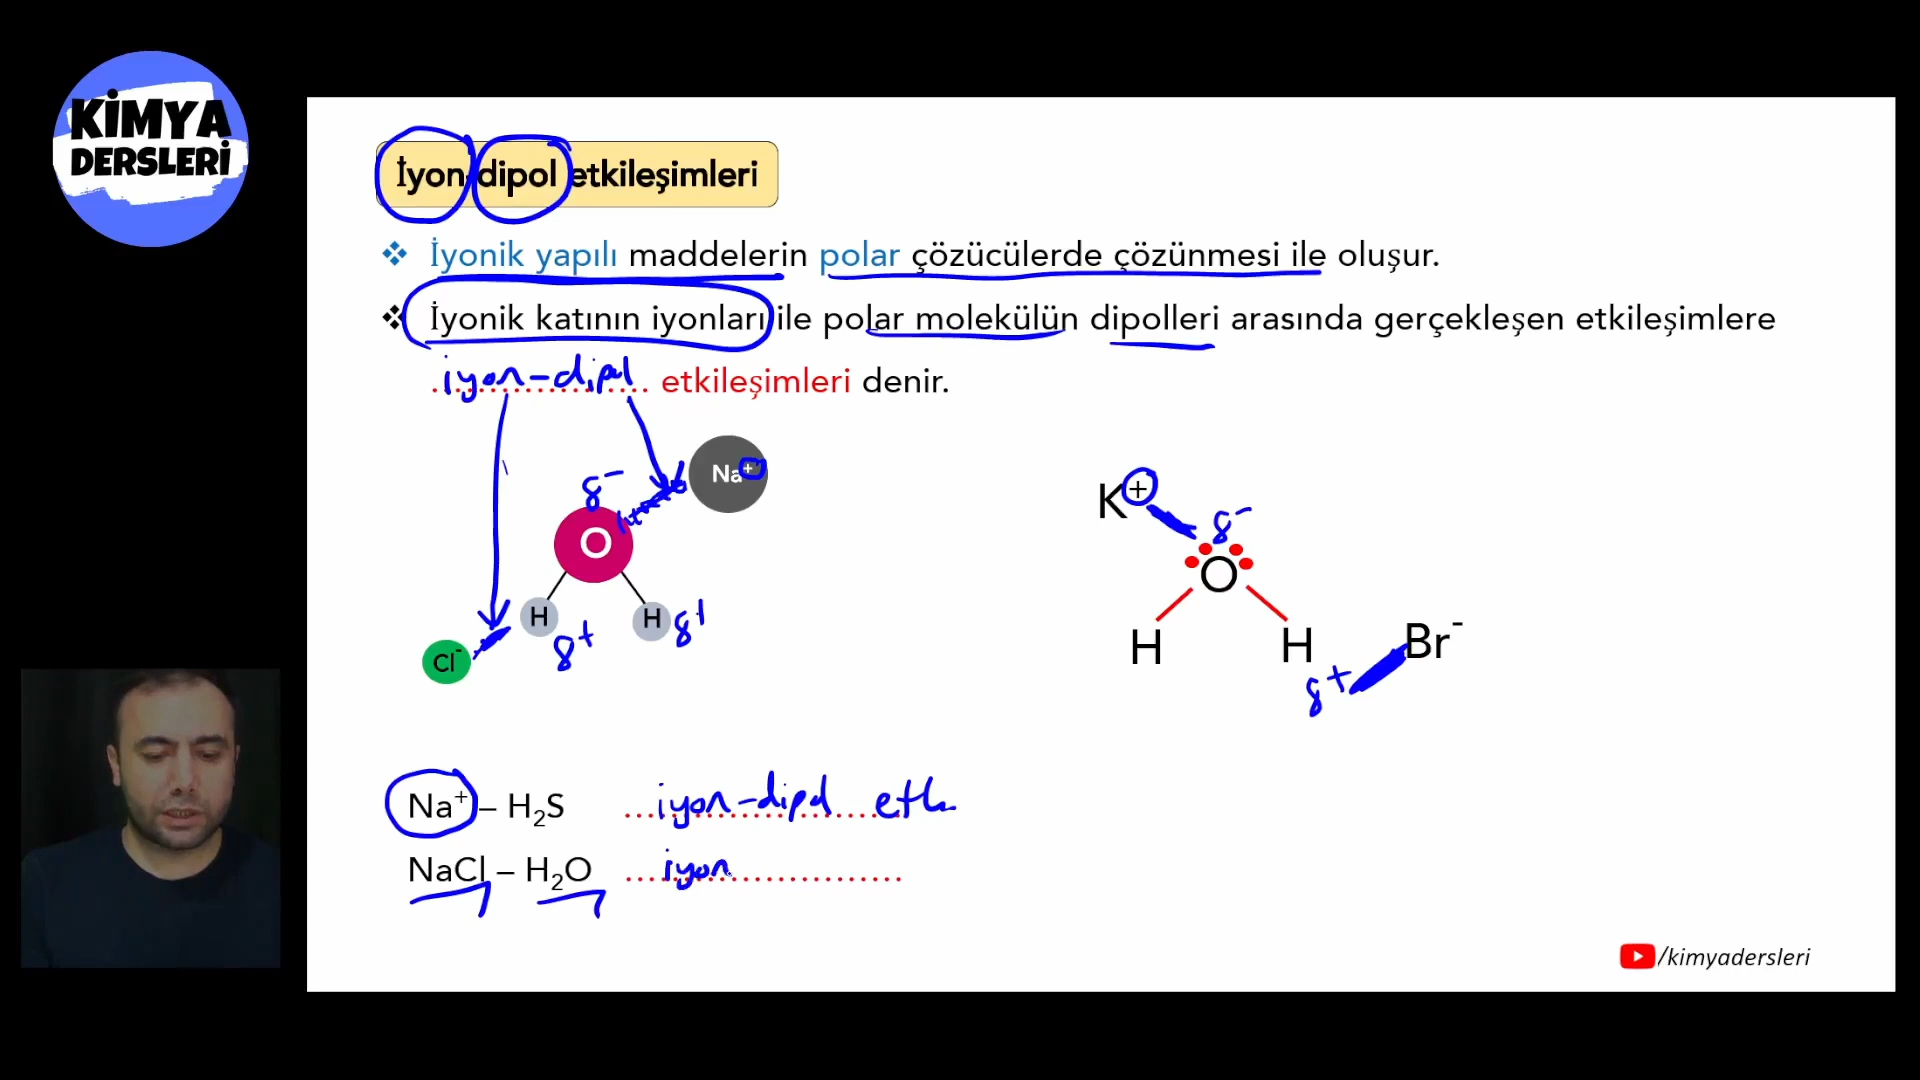 KİMYA
DERSLERİ
İyon-dipol etkileşimleri
❖ İyonik yapılı maddelerin polar çözücülerde çözünmesi ile oluşur.
❖ İyonik katının iyonları ile polar molekülün dipolleri arasında gerçekleşen etkileşimlere
iyon-dipol etkileşimleri denir.
Na⁺
δ⁻
O
H
H
δ⁺
δ⁺
Cl⁻
K⁺
δ⁻
O
H
H
Br⁻
δ⁺
Na⁺ – H₂S iyon-dipol etk
NaCl – H₂O iyon
/kimyadersleri